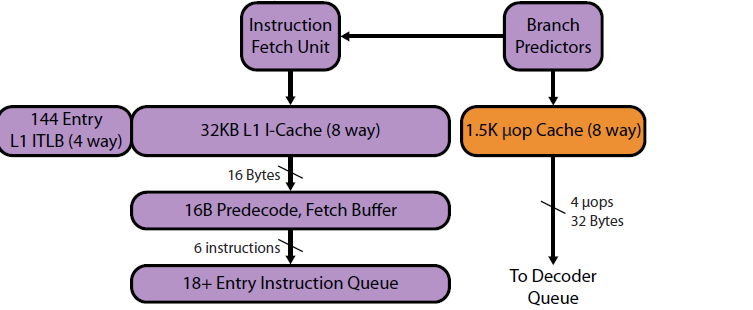 Instruction
Fetch Unit
Branch
Predictors
144 Entry
L1 ITLB (4 way)
32KB L1 I-Cache (8 way)
1.5K μop Cache (8 way)
16 Bytes
16B Predecode, Fetch Buffer
4 μops
32 Bytes
6 instructions
18+ Entry Instruction Queue
To Decoder
Queue